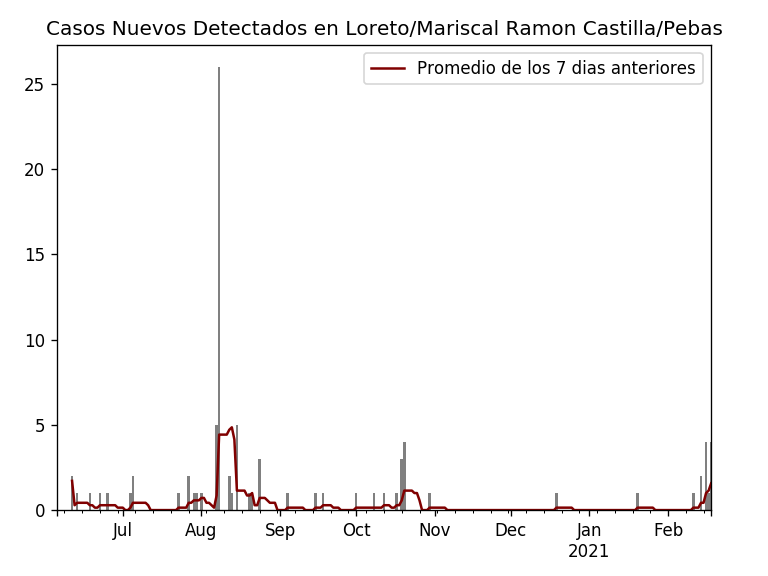 Casos Nuevos Detectados en Loreto/Mariscal Ramon Castilla/Pebas
Promedio de los 7 dias anteriores
25
20
15
10
5
0
Jul Aug Sep Oct Nov Dec Jan Feb
2021